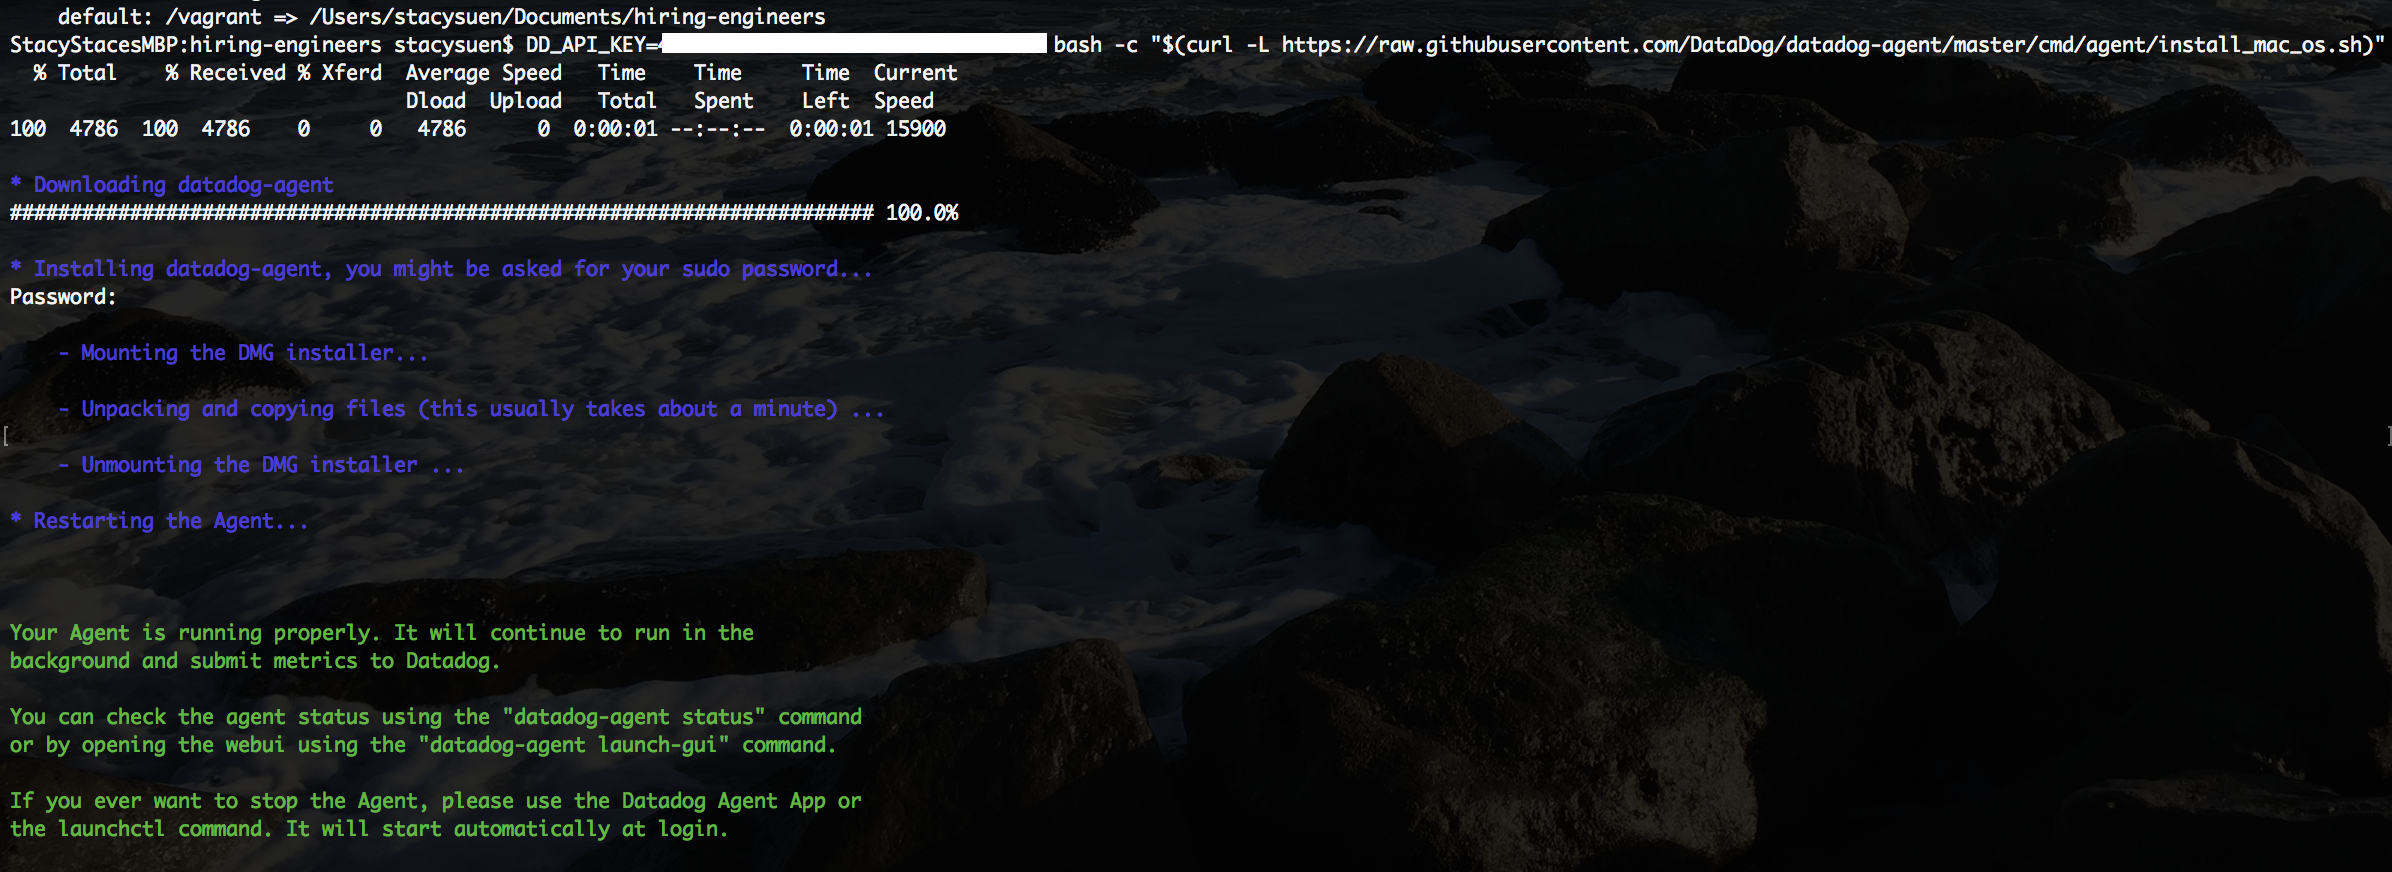 default: /vagrant => /Users/stacysuen/Documents/hiring-engineers
StacyStacesMBP:hiring-engineers stacysuen$ DD_API_KEY= bash -c "$(curl -L https://raw.githubusercontent.com/DataDog/datadog-agent/master/cmd/agent/install_mac_os.sh)"
% Total % Received % Xferd Average Speed Time Time Time Current
Dload Upload Total Spent Left Speed
100 4786 100 4786 0 0 4786 0 0:00:01 --:--:-- 0:00:01 15900
* Downloading datadog-agent
######################################################################## 100.0%
* Installing datadog-agent, you might be asked for your sudo password...
Password:
- Mounting the DMG installer...
- Unpacking and copying files (this usually takes about a minute) ...
[ ]
- Unmounting the DMG installer ...
* Restarting the Agent...
Your Agent is running properly. It will continue to run in the
background and submit metrics to Datadog.
You can check the agent status using the "datadog-agent status" command
or by opening the webui using the "datadog-agent launch-gui" command.
If you ever want to stop the Agent, please use the Datadog Agent App or
the launchctl command. It will start automatically at login.